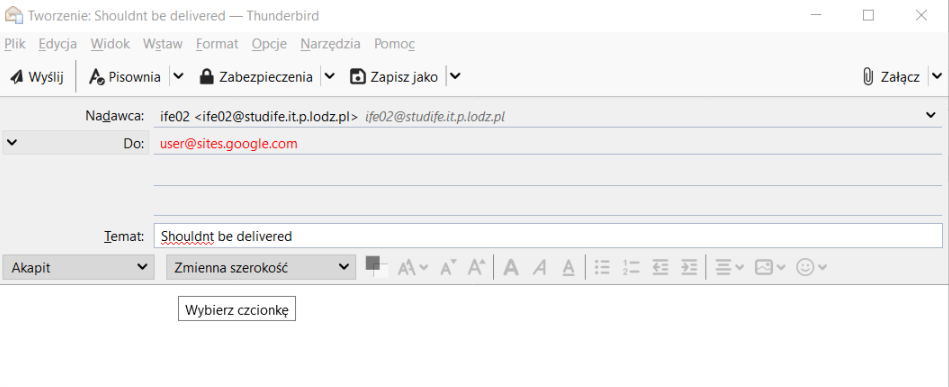 Tworzenie: Shouldnt be delivered — Thunderbird
Plik Edycja Widok Wstaw Format Opcje Narzędzia Pomoc
Wyślij Pisownia Zabezpieczenia Zapisz jako Załącz
Nadawca: ife02 <ife02@studife.it.p.lodz.pl> ife02@studife.it.p.lodz.pl
Do: user@sites.google.com
Temat: Shouldnt be delivered
Akapit Zmienna szerokość
Wybierz czcionkę